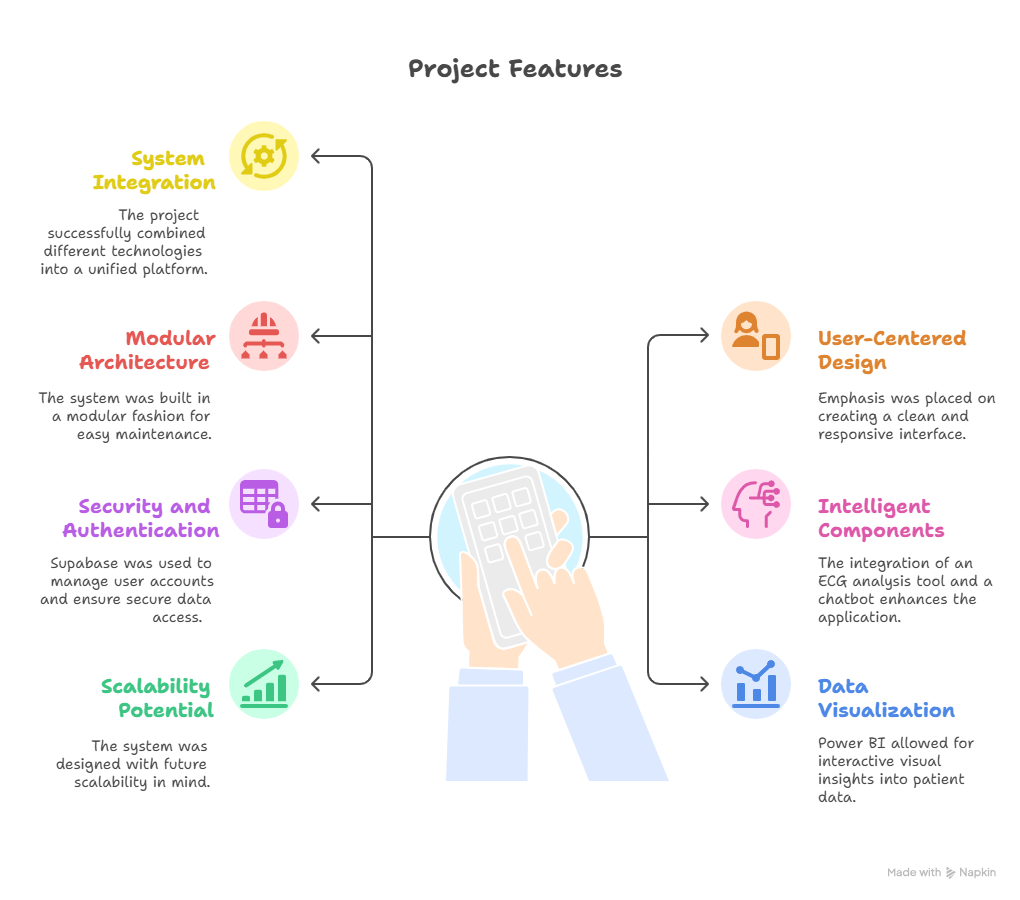 Project Features
System
Integration
The project
successfully combined
different technologies
into a unified platform.
Modular
Architecture
The system was built in
a modular fashion for
easy maintenance.
Security and
Authentication
Supabase was used to
manage user accounts
and ensure secure data
access.
Scalability
Potential
The system was
designed with future
scalability in mind.
User-Centered
Design
Emphasis was placed on
creating a clean and
responsive interface.
Intelligent
Components
The integration of an
ECG analysis tool and a
chatbot enhances the
application.
Data
Visualization
Power BI allowed for
interactive visual
insights into patient
data.
Made with Napkin